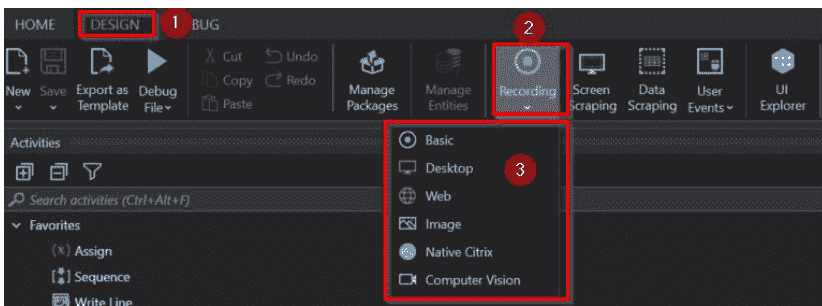 HOME DESIGN 1 BUG 2
Cut Undo
Copy Redo
Paste
New Save Export as Template Debug File Manage Packages Manage Entities Recording Screen Scraping Data Scraping User Events UI Explorer
Activities
Search activities (Ctrl+Alt+F)
Favorites
(x) Assign
Sequence
Write Line
Basic
Desktop 3
Web
Image
Native Citrix
Computer Vision